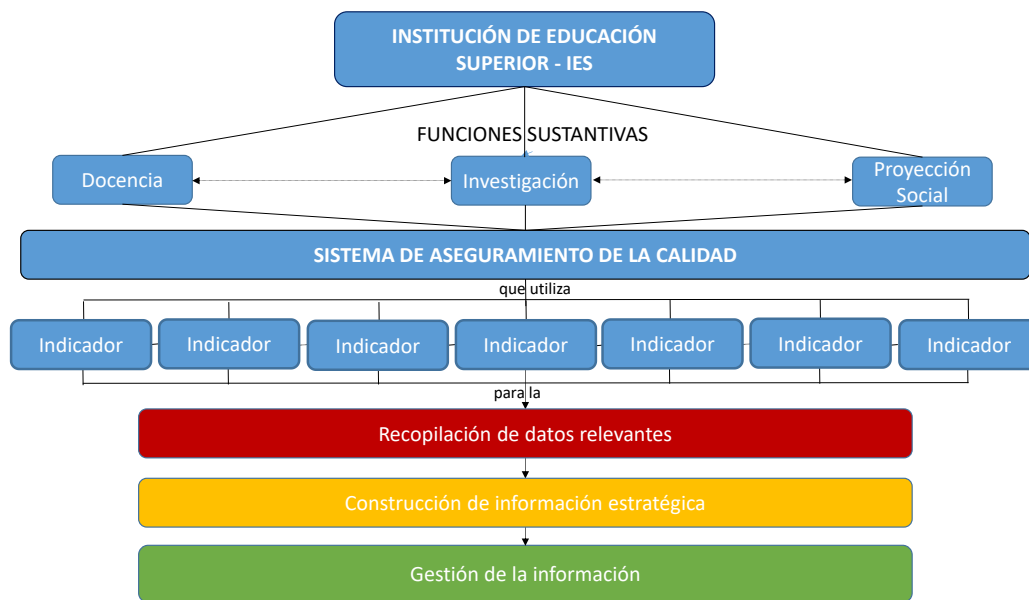 INSTITUCIÓN DE EDUCACIÓN
SUPERIOR - IES
FUNCIONES SUSTANTIVAS
Docencia
Investigación
Proyección
Social
SISTEMA DE ASEGURAMIENTO DE LA CALIDAD
que utiliza
Indicador
Indicador
Indicador
Indicador
Indicador
Indicador
Indicador
para la
Recopilación de datos relevantes
Construcción de información estratégica
Gestión de la información